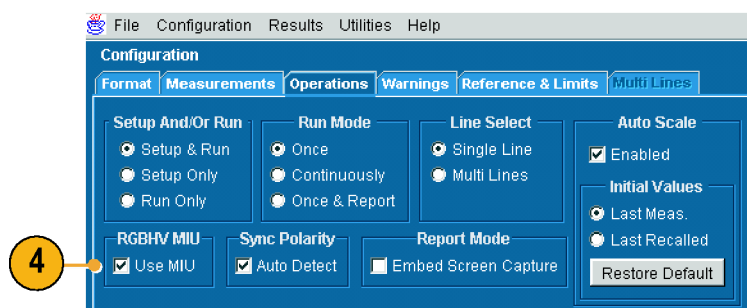 File Configuration Results Utilities Help
Configuration
Format Measurements Operations Warnings Reference & Limits Multi Lines
Setup And/Or Run
Setup & Run
Setup Only
Run Only
Run Mode
Once
Continuously
Once & Report
Line Select
Single Line
Multi Lines
Auto Scale
Enabled
Initial Values
Last Meas.
Last Recalled
Restore Default
4
RGBHV MIU
Use MIU
Sync Polarity
Auto Detect
Report Mode
Embed Screen Capture